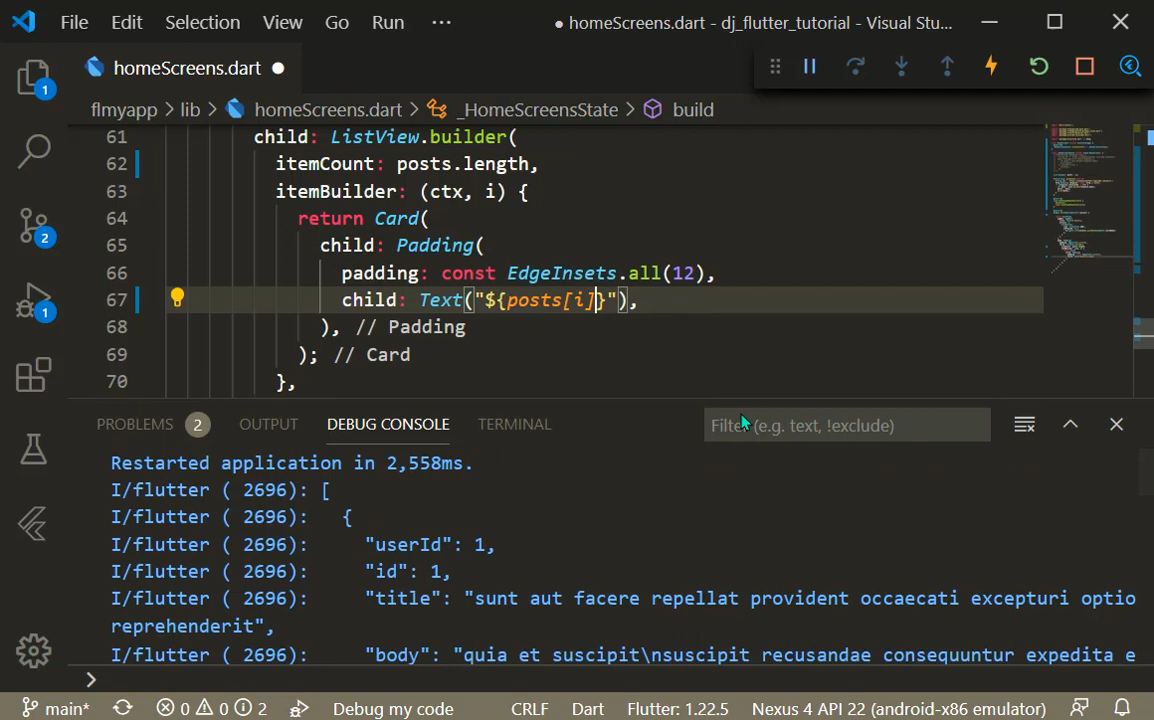 File Edit Selection View Go Run ··· ● homeScreens.dart - dj_flutter_tutorial - Visual Stu...
homeScreens.dart ●
flmyapp > lib > homeScreens.dart > _HomeScreensState > build
61 child: ListView.builder(
62 itemCount: posts.length,
63 itemBuilder: (ctx, i) {
64 return Card(
65 child: Padding(
66 padding: const EdgeInsets.all(12),
67 child: Text("${posts[i]}"),
68 ), // Padding
69 ); // Card
70 },
1
2
1
PROBLEMS 2 OUTPUT DEBUG CONSOLE TERMINAL Filter (e.g. text, !exclude)
Restarted application in 2,558ms.
I/flutter ( 2696): [
I/flutter ( 2696):   {
I/flutter ( 2696):     "userId": 1,
I/flutter ( 2696):     "id": 1,
I/flutter ( 2696):     "title": "sunt aut facere repellat provident occaecati excepturi optio
reprehenderit",
I/flutter ( 2696):     "body": "quia et suscipit\nsuscipit recusandae consequuntur expedita e
>
main* 0 0 2 Debug my code CRLF Dart Flutter: 1.22.5 Nexus 4 API 22 (android-x86 emulator)